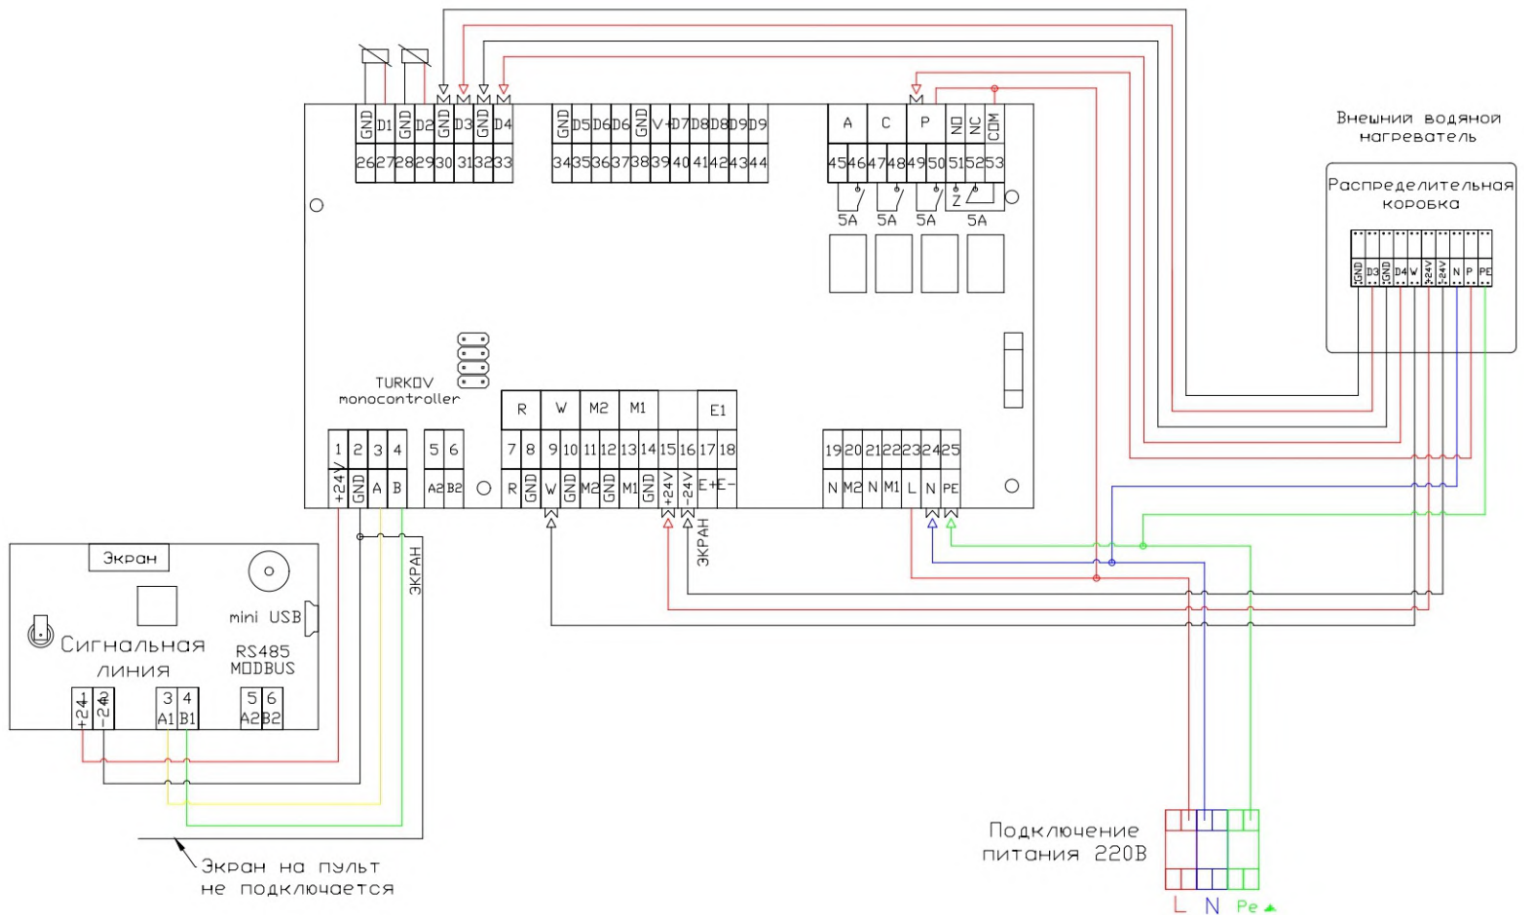 GND D1 GND D2 GND D3 GND D4
26 27 28 29 30 31 32 33
GND D5 D6 D6 GND V+ D7 D8 D8 D9 D9
34 35 36 37 38 39 40 41 42 43 44
A C P NO NC COM
45 46 47 48 49 50 51 52 53
Z
5A 5A 5A 5A
Внешний водяной
нагреватель
Распределительная
коробка
GND D3 GND D4 W +24V -24V N P PE
TURKOV
monocontroller
R W M2 M1 E1
1 2 3 4
+24V GND A B
5 6
A2 B2
7 8 9 10 11 12 13 14 15 16 17 18
R GND W GND M2 GND M1 GND +24V -24V E+ E-
19 20 21 22 23 24 25
N M2 N M1 L N PE
ЭКРАН
ЭКРАН
Экран
mini USB
Сигнальная
линия
RS485
MODBUS
1 2 3 4 5 6
+24 -24 A1 B1 A2 B2
Экран на пульт
не подключается
Подключение
питания 220В
L N Pe